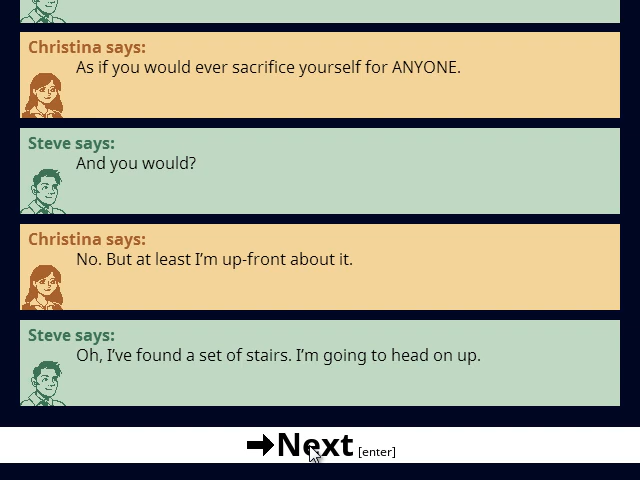 Christina says:
As if you would ever sacrifice yourself for ANYONE.
Steve says:
And you would?
Christina says:
No. But at least I’m up-front about it.
Steve says:
Oh, I’ve found a set of stairs. I’m going to head on up.
➡Next [enter]